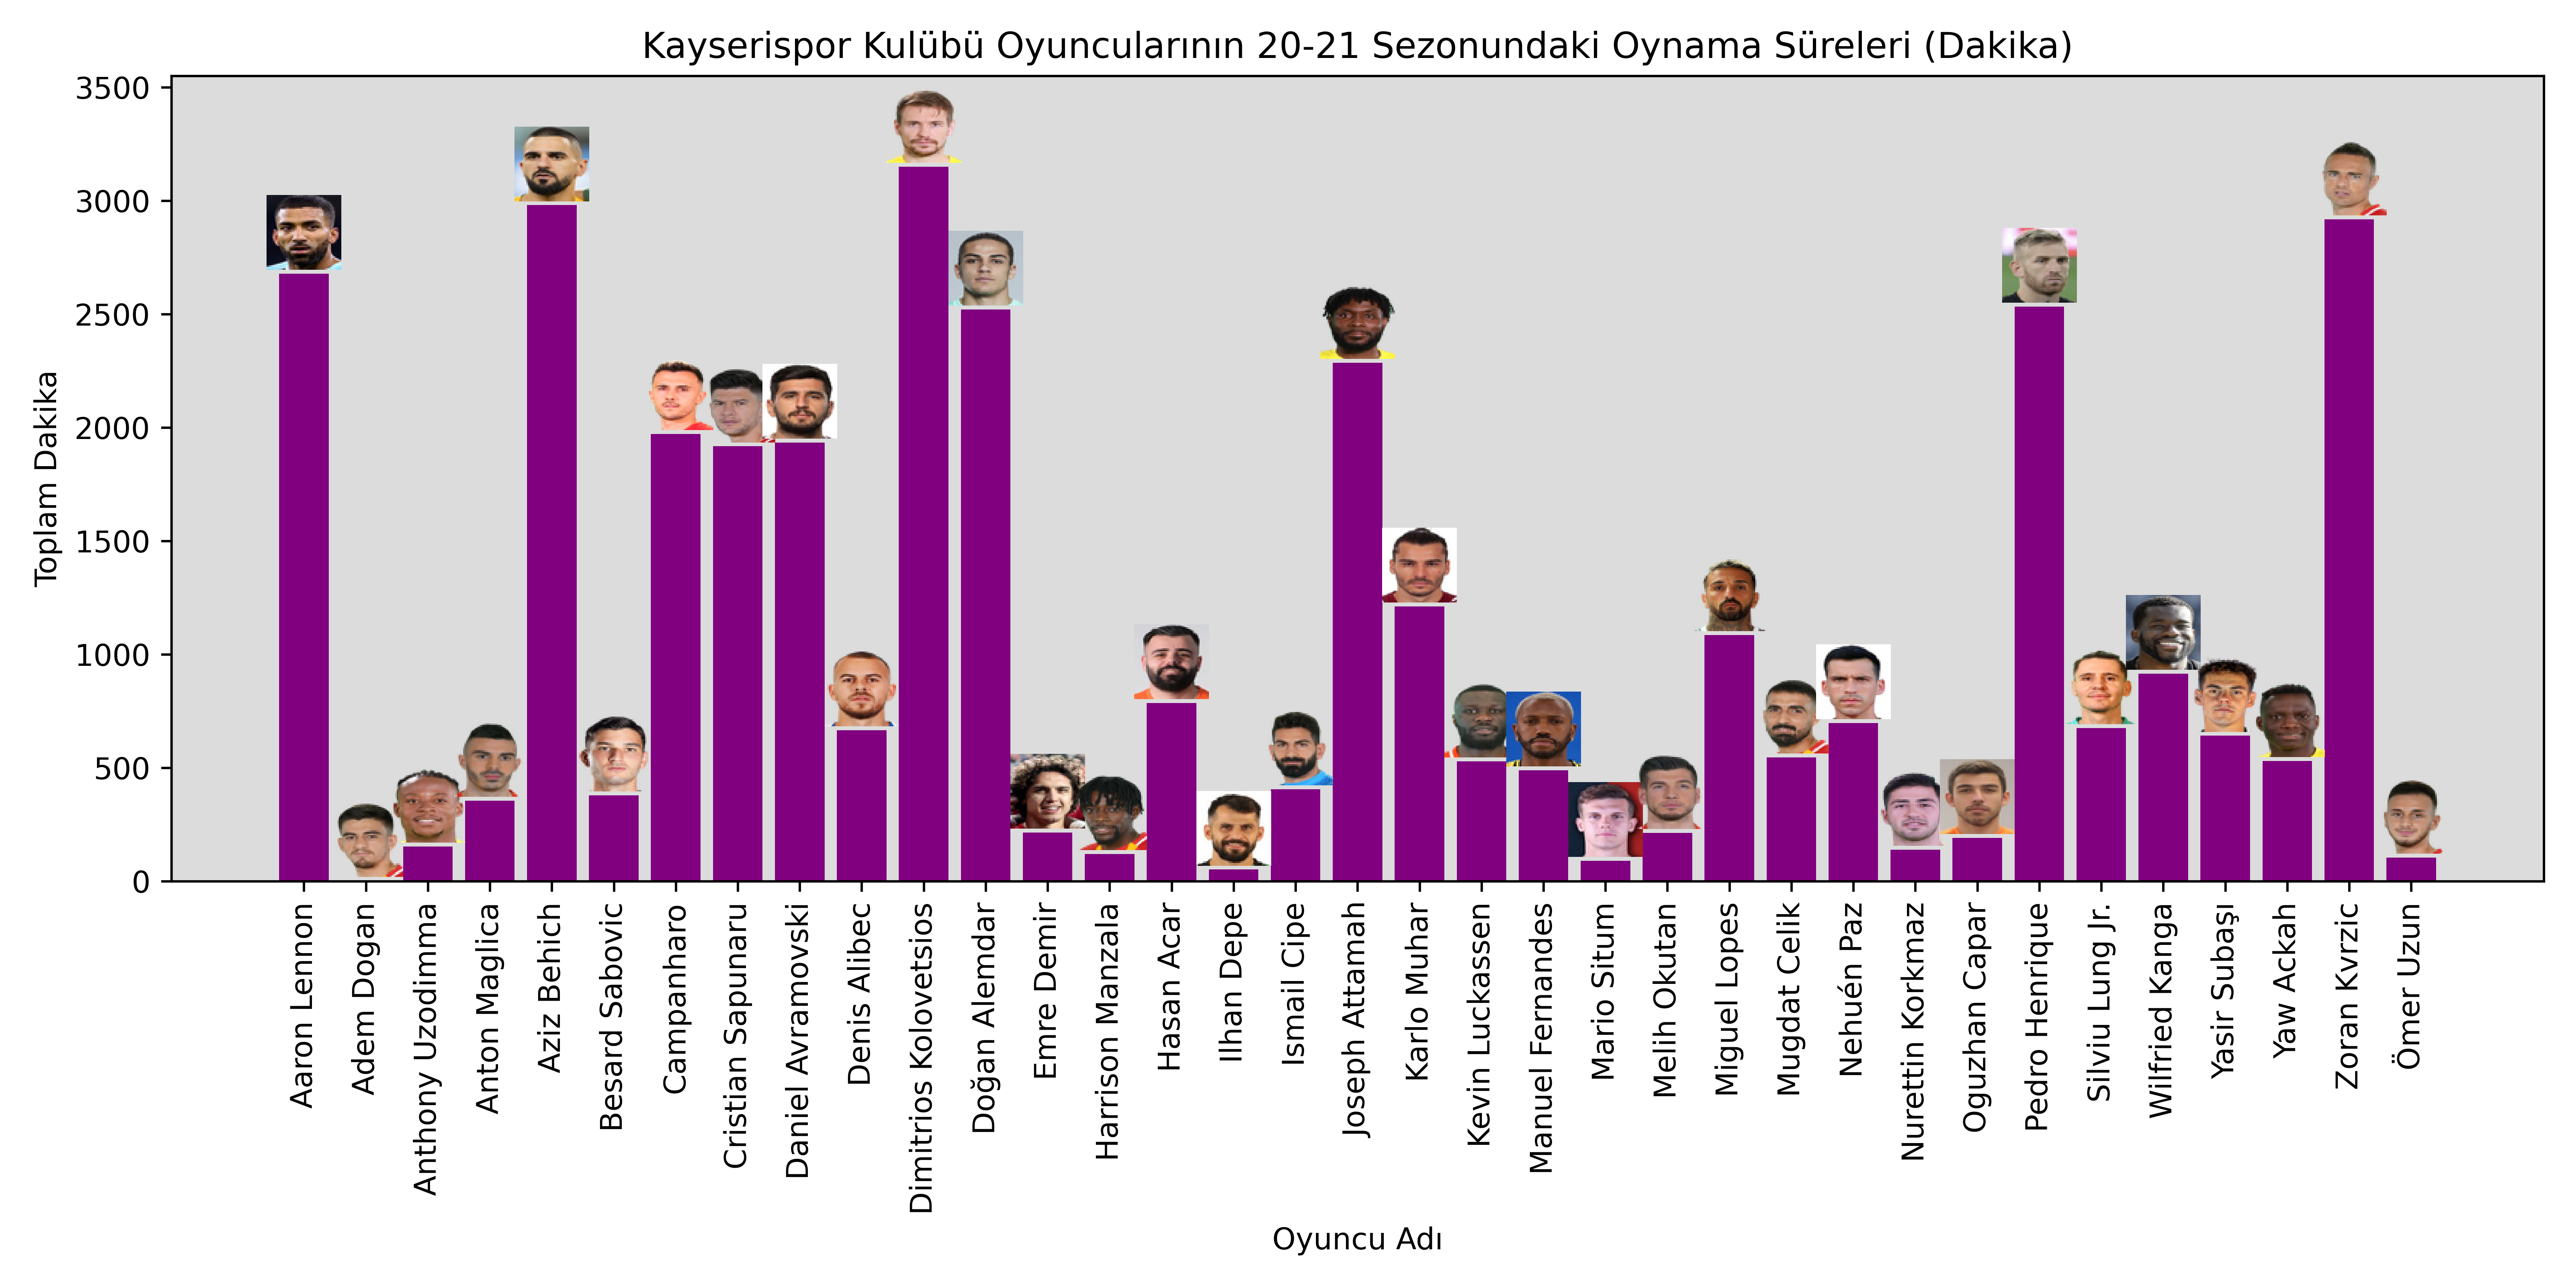 Kayserispor Kulübü Oyuncularının 20-21 Sezonundaki Oynama Süreleri (Dakika)
Toplam Dakika
3500
3000
2500
2000
1500
1000
500
0
Aaron Lennon
Adem Dogan
Anthony Uzodimma
Anton Maglica
Aziz Behich
Besard Sabovic
Campanharo
Cristian Sapunaru
Daniel Avramovski
Denis Alibec
Dimitrios Kolovetsios
Doğan Alemdar
Emre Demir
Harrison Manzala
Hasan Acar
Ilhan Depe
Ismail Cipe
Joseph Attamah
Karlo Muhar
Kevin Luckassen
Manuel Fernandes
Mario Situm
Melih Okutan
Miguel Lopes
Mugdat Celik
Nehuén Paz
Nurettin Korkmaz
Oguzhan Capar
Pedro Henrique
Silviu Lung Jr.
Wilfried Kanga
Yasir Subaşı
Yaw Ackah
Zoran Kvrzic
Ömer Uzun
Oyuncu Adı